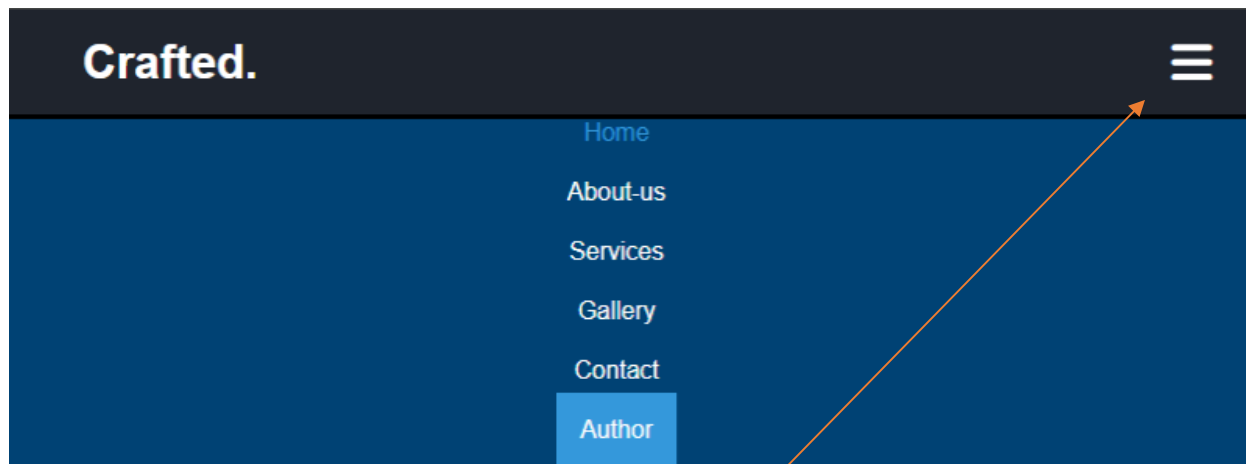 Crafted.
Home
About-us
Services
Gallery
Contact
Author